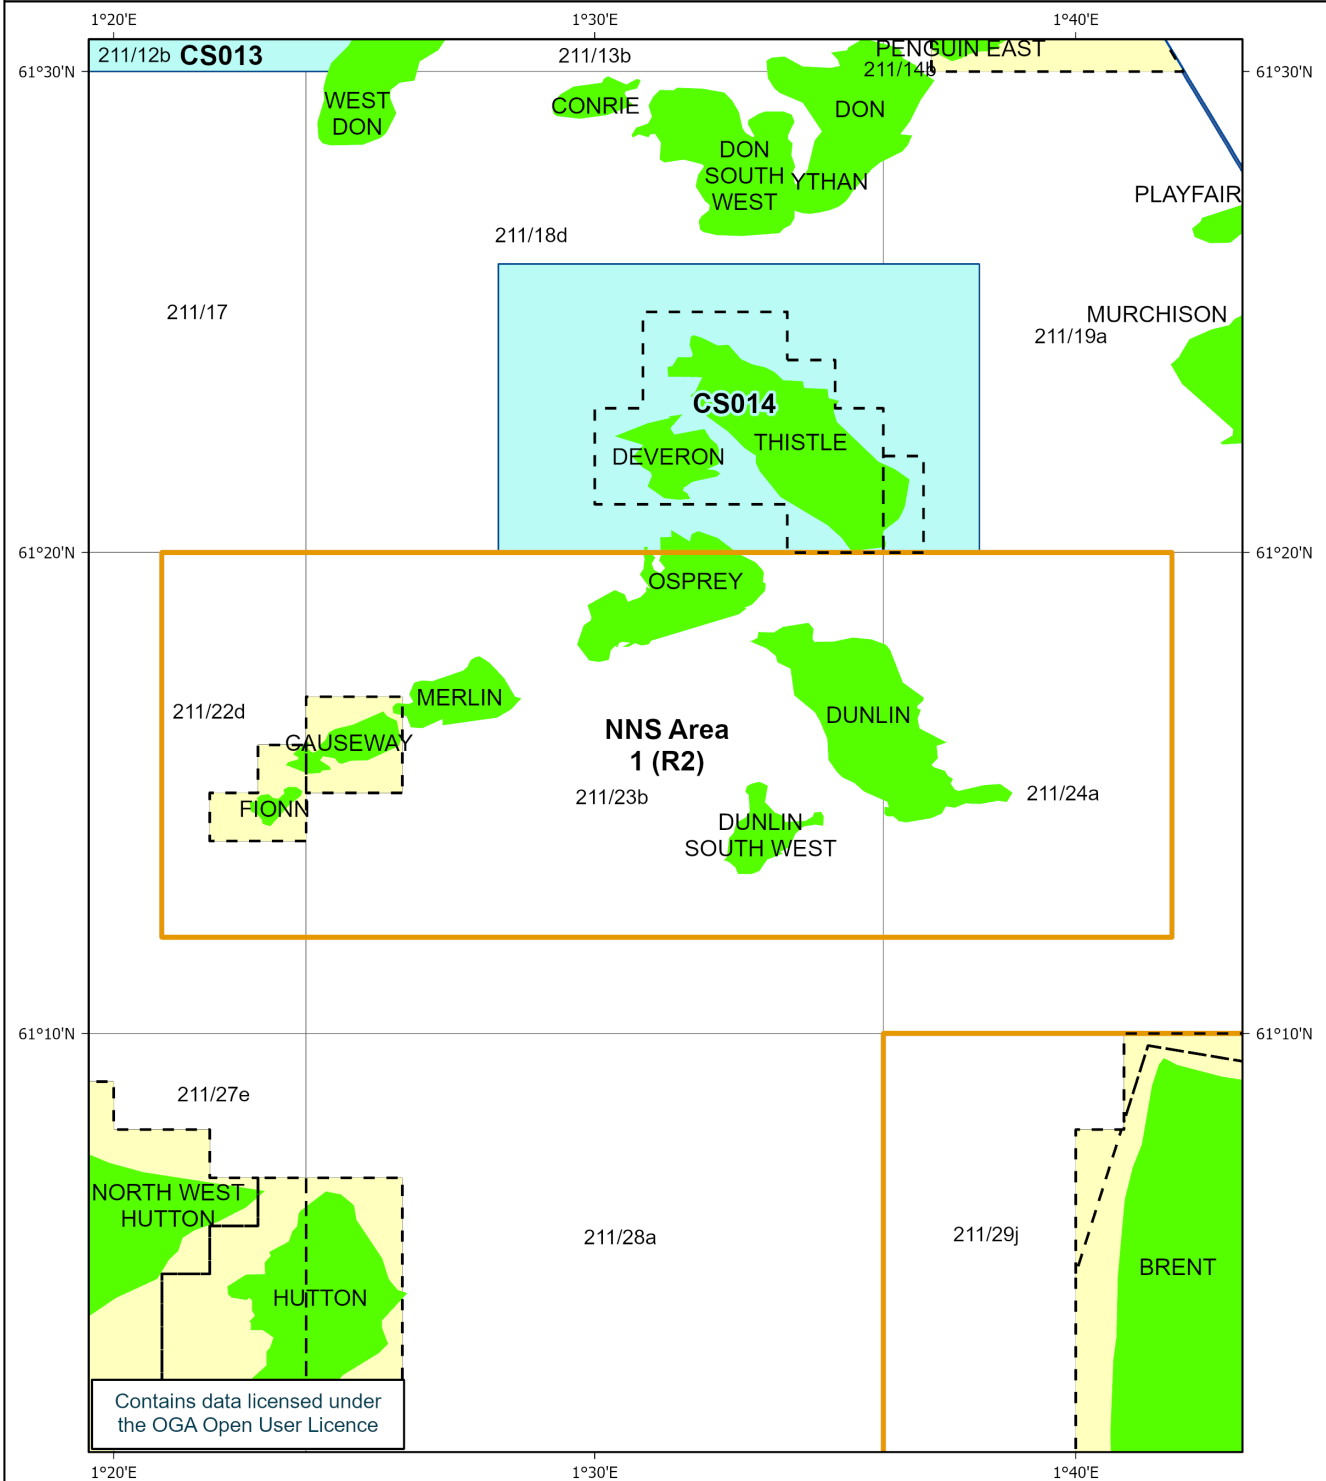 1°20'E
1°30'E
1°40'E
211/12b CS013
211/13b
PENGUIN EAST
211/14b
61°30'N
61°30'N
WEST
DON
CONRIE
DON
DON
SOUTH
WEST
YTHAN
PLAYFAIR
211/18d
211/17
MURCHISON
211/19a
CS014
THISTLE
DEVERON
61°20'N
61°20'N
OSPREY
MERLIN
211/22d
DUNLIN
NNS Area
1 (R2)
CAUSEWAY
211/23b
211/24a
FIONN
DUNLIN
SOUTH WEST
61°10'N
61°10'N
211/27e
NORTH WEST
HUTTON
211/28a
211/29j
BRENT
HUTTON
Contains data licensed under
the OGA Open User Licence
1°20'E
1°30'E
1°40'E